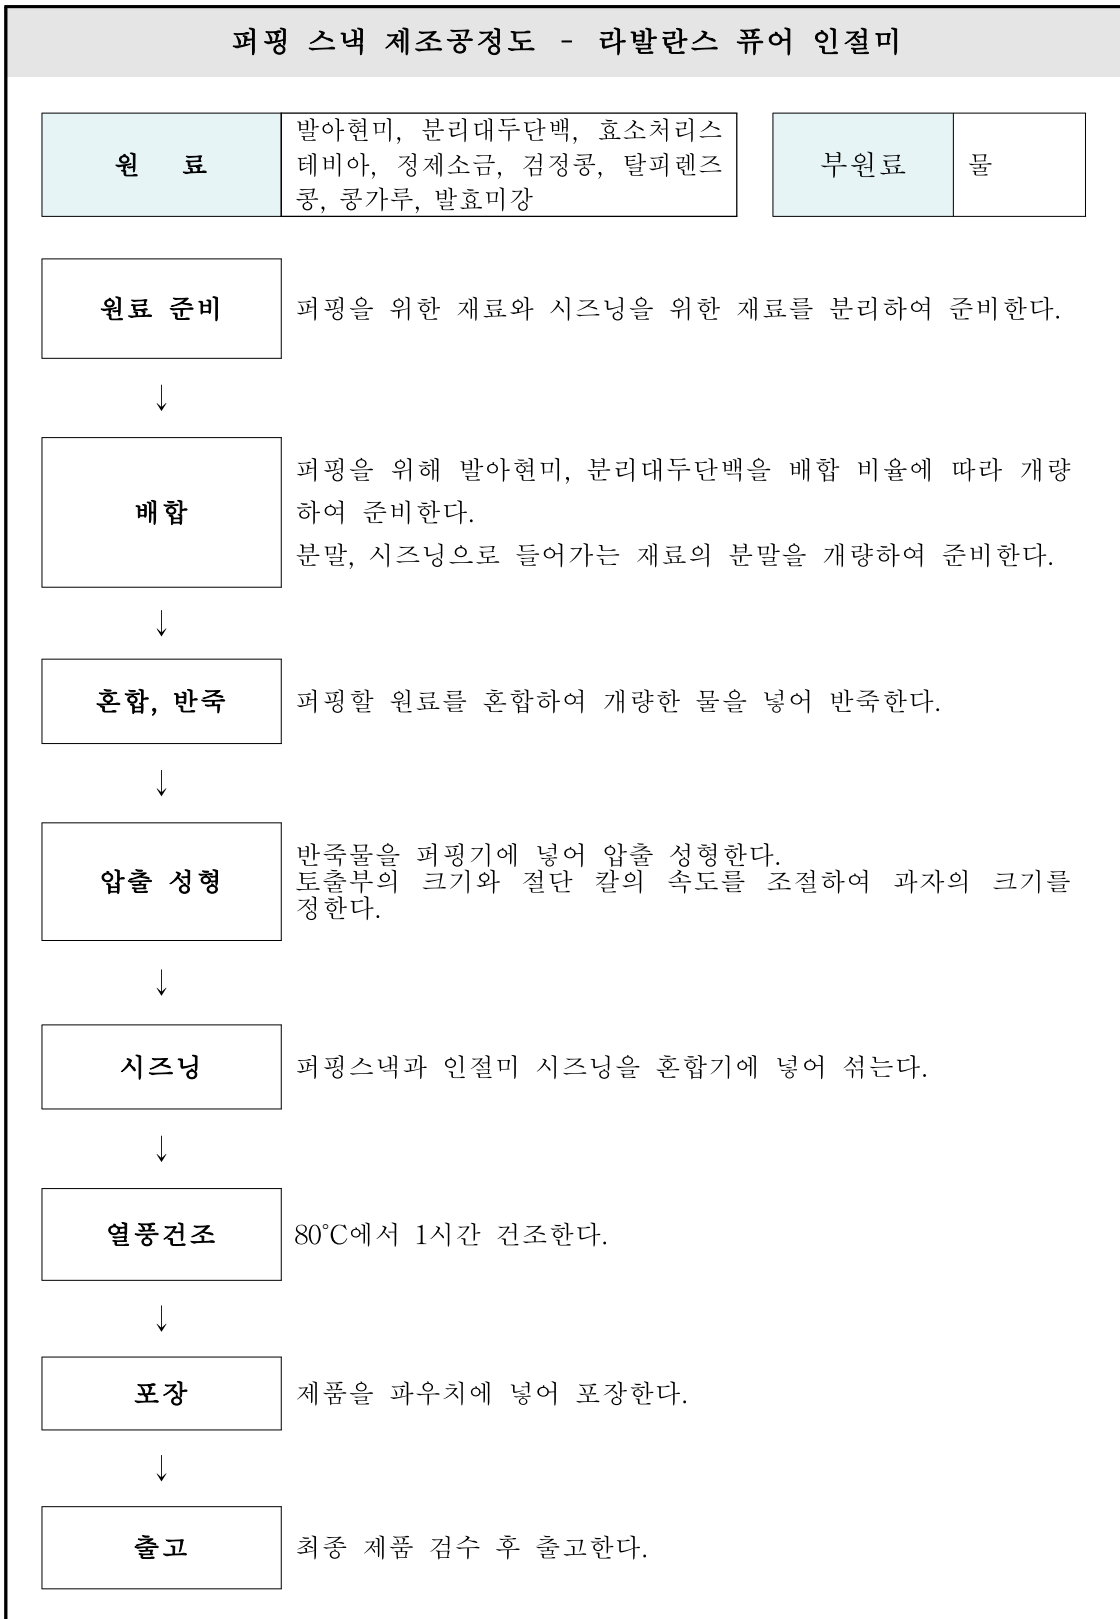 퍼핑 스낵 제조공정도 - 라발란스 퓨어 인절미
원 료
발아현미, 분리대두단백, 효소처리스
테비아, 정제소금, 검정콩, 탈피렌즈
콩, 콩가루, 발효미강
부원료
물
원료 준비
퍼핑을 위한 재료와 시즈닝을 위한 재료를 분리하여 준비한다.
↓
배합
퍼핑을 위해 발아현미, 분리대두단백을 배합 비율에 따라 개량
하여 준비한다.
분말, 시즈닝으로 들어가는 재료의 분말을 개량하여 준비한다.
↓
혼합, 반죽
퍼핑할 원료를 혼합하여 개량한 물을 넣어 반죽한다.
↓
압출 성형
반죽물을 퍼핑기에 넣어 압출 성형한다.
토출부의 크기와 절단 칼의 속도를 조절하여 과자의 크기를
정한다.
↓
시즈닝
퍼핑스낵과 인절미 시즈닝을 혼합기에 넣어 섞는다.
↓
열풍건조
80℃에서 1시간 건조한다.
↓
포장
제품을 파우치에 넣어 포장한다.
↓
출고
최종 제품 검수 후 출고한다.